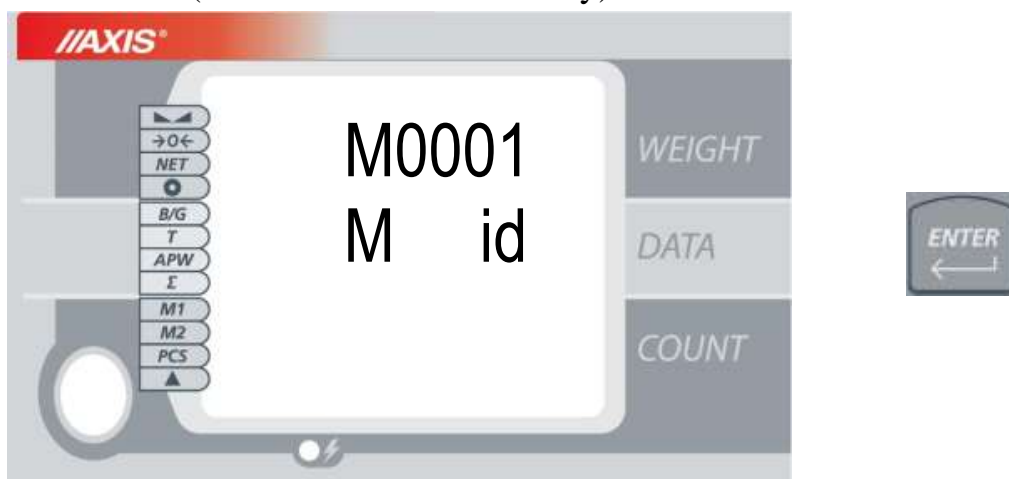 //AXIS®
→0←
NET
B/G
T
APW
Σ
M1
M2
PCS
M0001
M id
WEIGHT
DATA
COUNT
ENTER